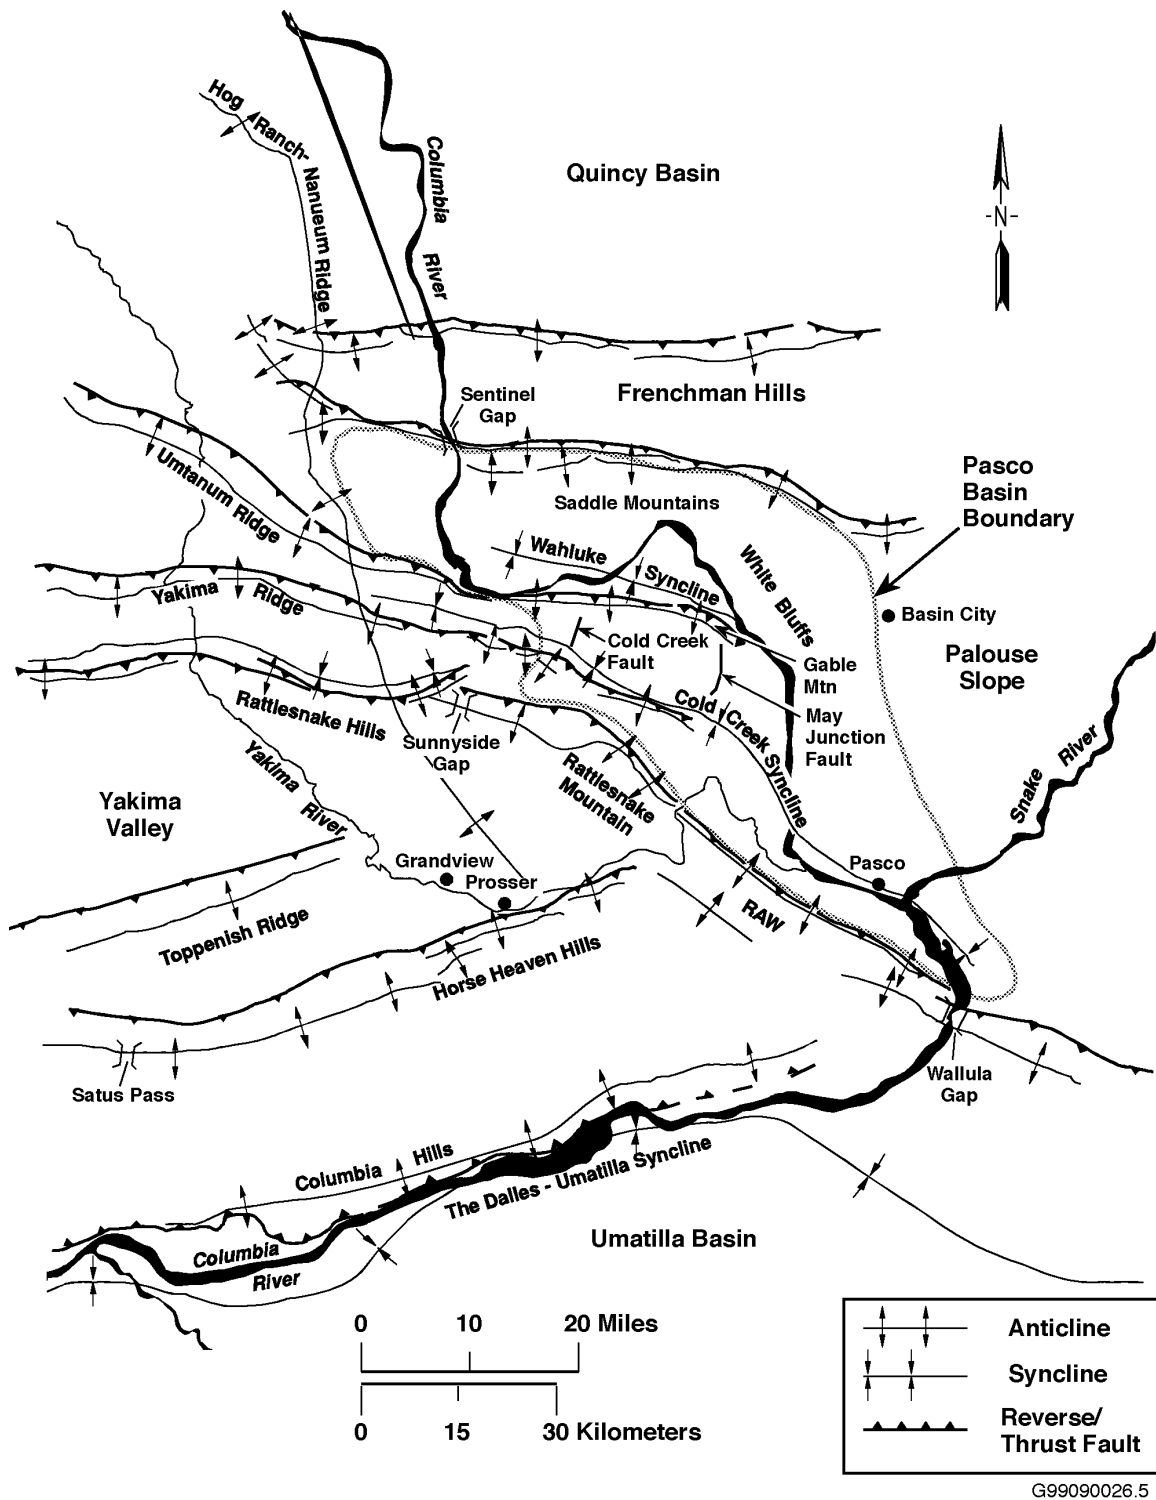 Hog
Ranch-
Nanueum Ridge
Columbia
River
Quincy Basin
-N-
Sentinel
Gap
Frenchman Hills
Umtanum Ridge
Saddle Mountains
Pasco
Basin
Boundary
Wahluke
Syncline
White Bluffs
Yakima
Ridge
Cold Creek
Fault
Basin City
Gable
Mtn
Palouse
Slope
Rattlesnake Hills
Cold Creek Syncline
May
Junction
Fault
Sunnyside
Gap
Rattlesnake
Mountain
Yakima
River
Snake
River
Yakima
Valley
Grandview
Prosser
Pasco
RAW
Toppenish Ridge
Horse Heaven Hills
Satus Pass
Wallula
Gap
Columbia
Hills
The Dalles - Umatilla Syncline
Columbia
River
Umatilla Basin
0 10 20 Miles
0 15 30 Kilometers
Anticline
Syncline
Reverse/
Thrust Fault
G99090026.5